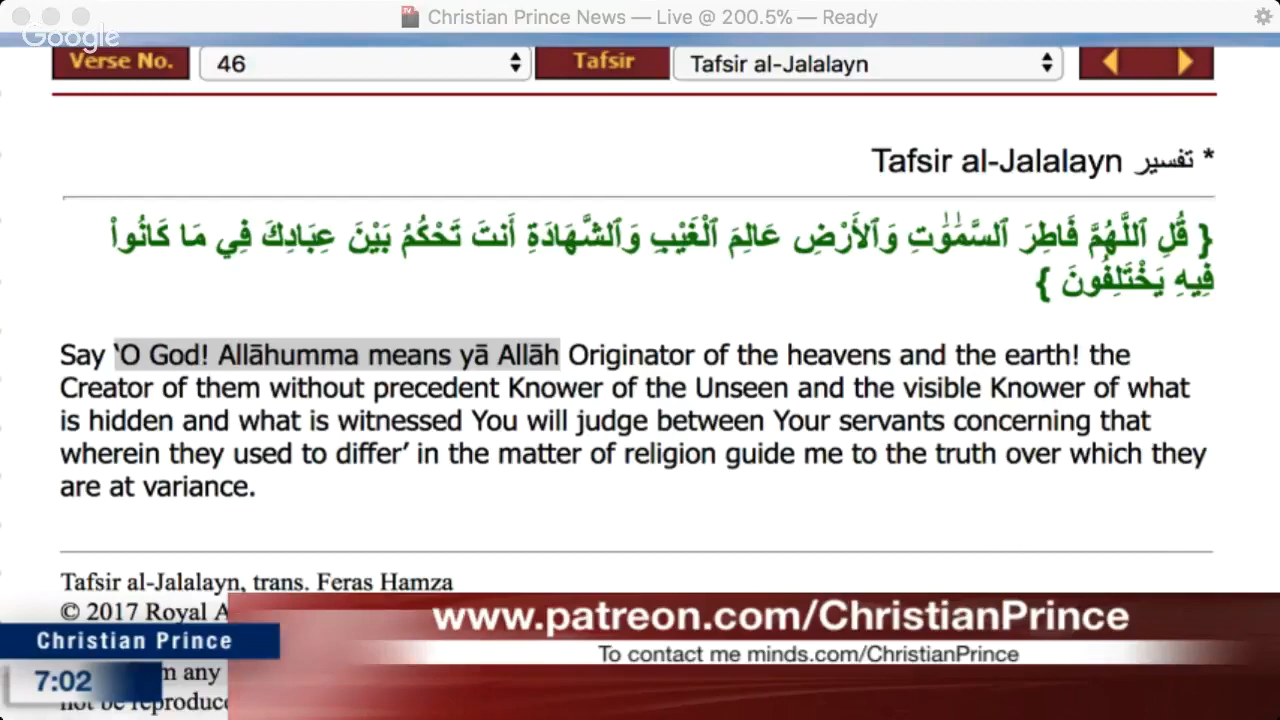 Christian Prince News — Live @ 200.5% — Ready
Google
Verse No.
46
Tafsir
Tafsir al-Jalalayn
* تفسير Tafsir al-Jalalayn
{ قُلِ ٱللَّهُمَّ فَاطِرَ ٱلسَّمَٰوَٰتِ وَٱلأَرْضِ عَالِمَ ٱلْغَيْبِ وَٱلشَّهَادَةِ أَنتَ تَحْكُمُ بَيْنَ عِبَادِكَ فِي مَا كَانُواْ
فِيهِ يَخْتَلِفُونَ }
Say ‘O God! Allāhumma means yā Allāh Originator of the heavens and the earth! the
Creator of them without precedent Knower of the Unseen and the visible Knower of what
is hidden and what is witnessed You will judge between Your servants concerning that
wherein they used to differ’ in the matter of religion guide me to the truth over which they
are at variance.
Tafsir al-Jalalayn, trans. Feras Hamza
© 2017 Royal A
www.patreon.com/ChristianPrince
Christian Prince
To contact me minds.com/ChristianPrince
any
7:02
not be reproduc